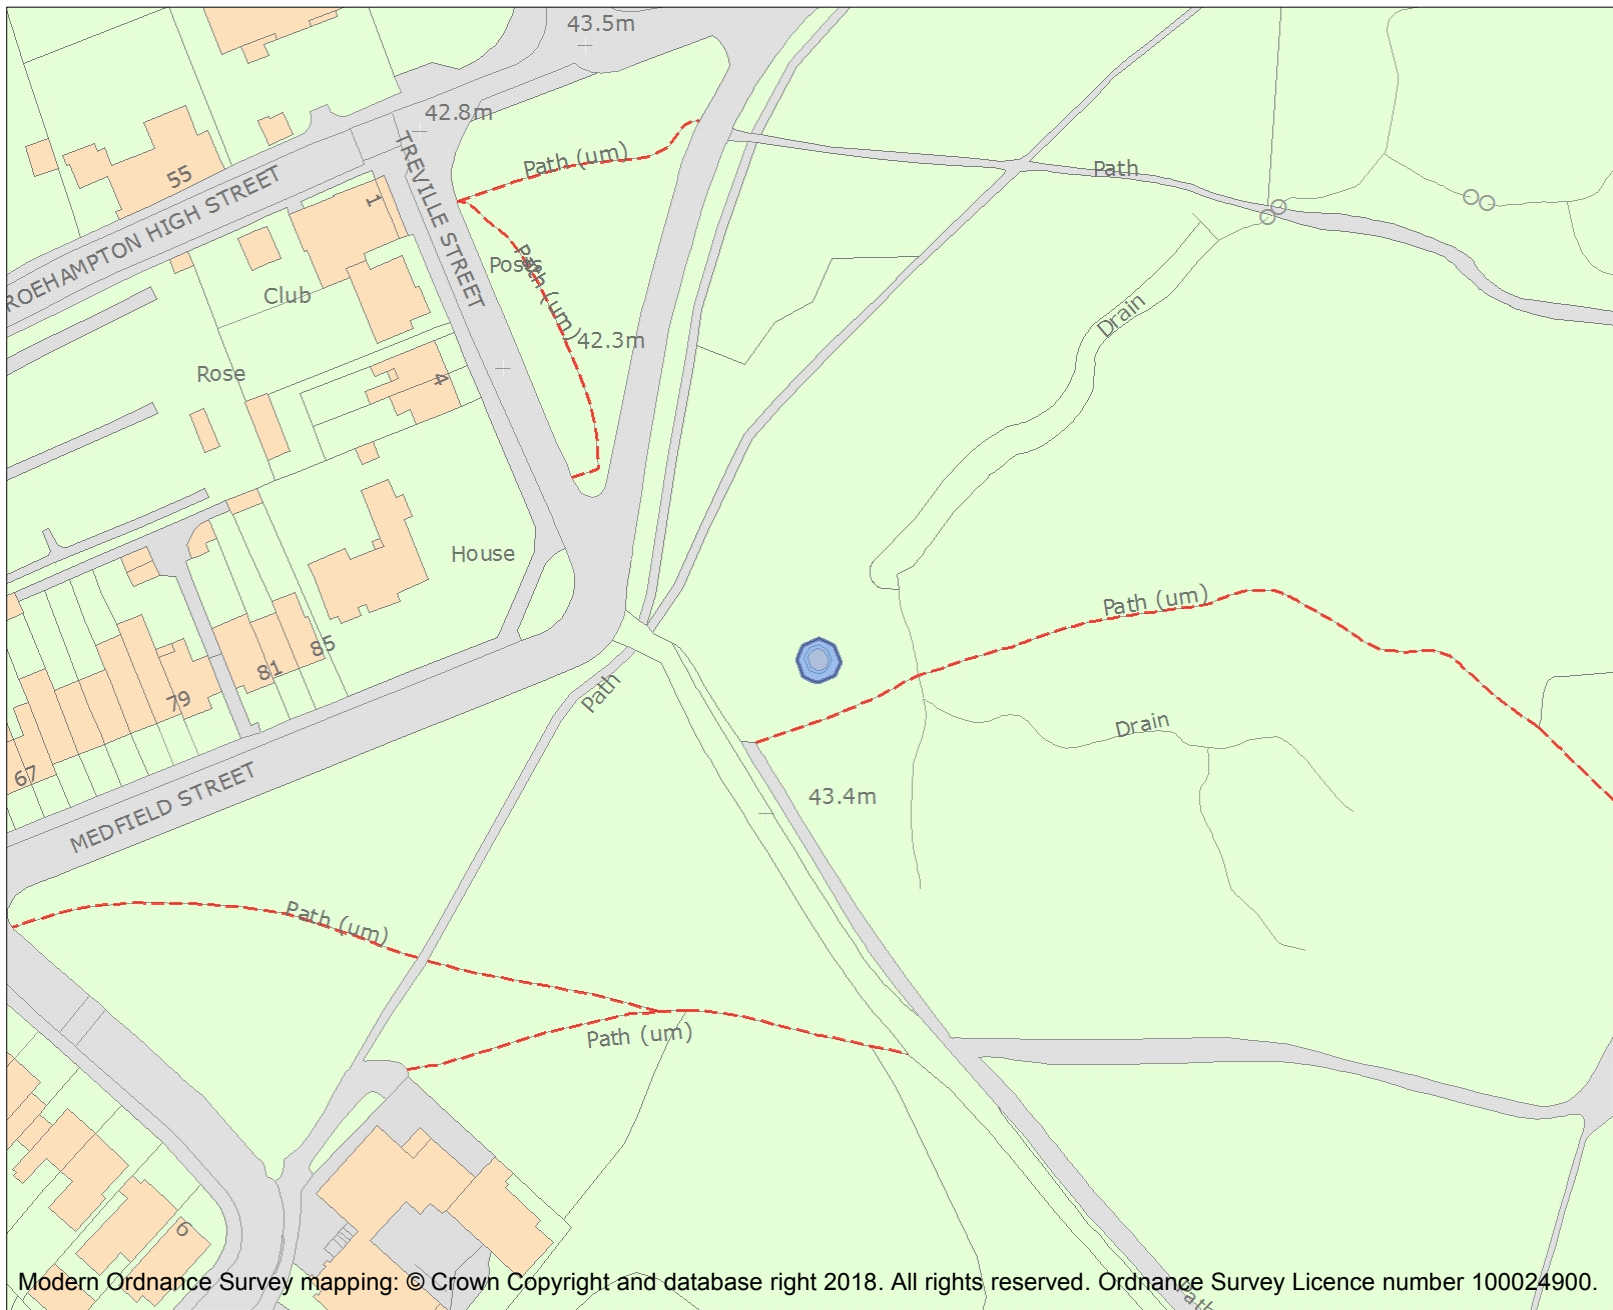 43.5m
42.8m
Path (um)
Path
55
1
TREVILLE STREET
ROEHAMPTON HIGH STREET
Posts
Path (um)
Club
Drain
42.3m
Rose
4
House
Path (um)
85
81
79
Path
Drain
67
43.4m
MEDFIELD STREET
Path (um)
Path (um)
6
Path
Modern Ordnance Survey mapping: © Crown Copyright and database right 2018. All rights reserved. Ordnance Survey Licence number 100024900.